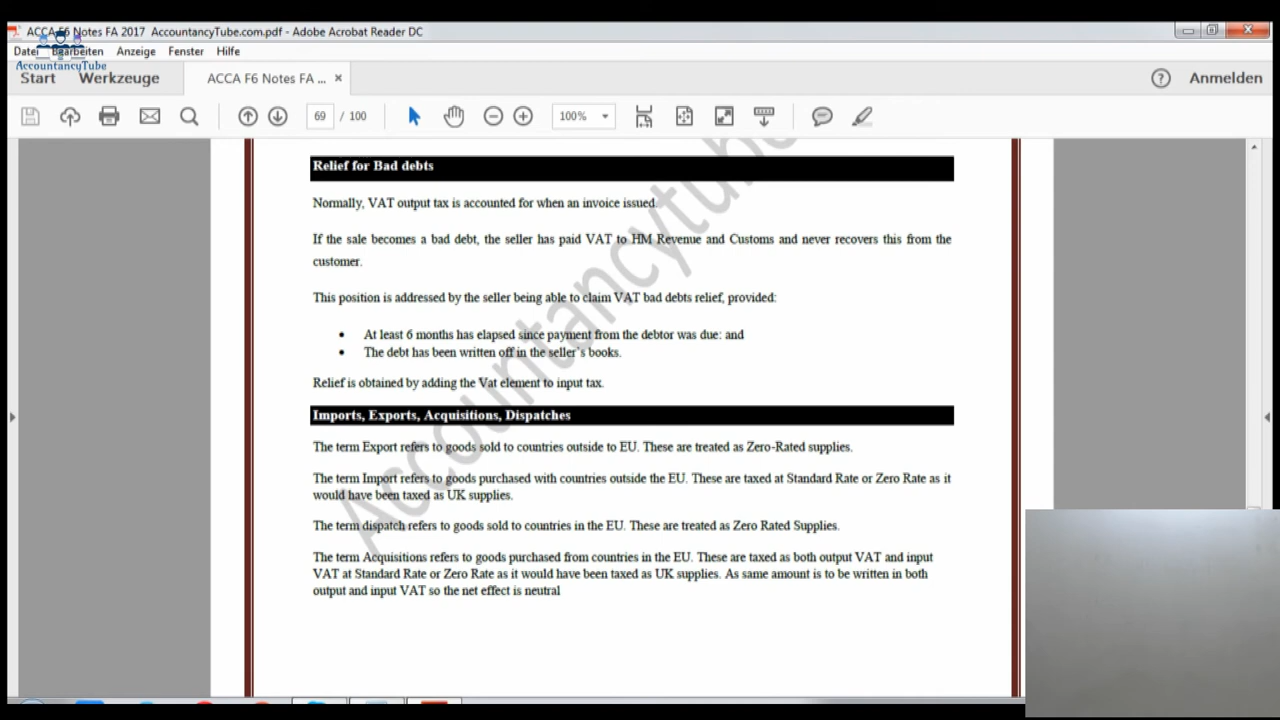 ACCA F6 Notes FA 2017 AccountancyTube.com.pdf - Adobe Acrobat Reader DC
Datei Bearbeiten Anzeige Fenster Hilfe
AccountancyTube
Start Werkzeuge ACCA F6 Notes FA ... × ? Anmelden
69 / 100 100%
Relief for Bad debts
Normally, VAT output tax is accounted for when an invoice issued.
If the sale becomes a bad debt, the seller has paid VAT to HM Revenue and Customs and never recovers this from the
customer.
This position is addressed by the seller being able to claim VAT bad debts relief, provided:
• At least 6 months has elapsed since payment from the debtor was due: and
• The debt has been written off in the seller's books.
Relief is obtained by adding the Vat element to input tax.
Imports, Exports, Acquisitions, Dispatches
The term Export refers to goods sold to countries outside to EU. These are treated as Zero-Rated supplies.
The term Import refers to goods purchased with countries outside the EU. These are taxed at Standard Rate or Zero Rate as it
would have been taxed as UK supplies.
The term dispatch refers to goods sold to countries in the EU. These are treated as Zero Rated Supplies.
The term Acquisitions refers to goods purchased from countries in the EU. These are taxed as both output VAT and input
VAT at Standard Rate or Zero Rate as it would have been taxed as UK supplies. As same amount is to be written in both
output and input VAT so the net effect is neutral
Accountancytube